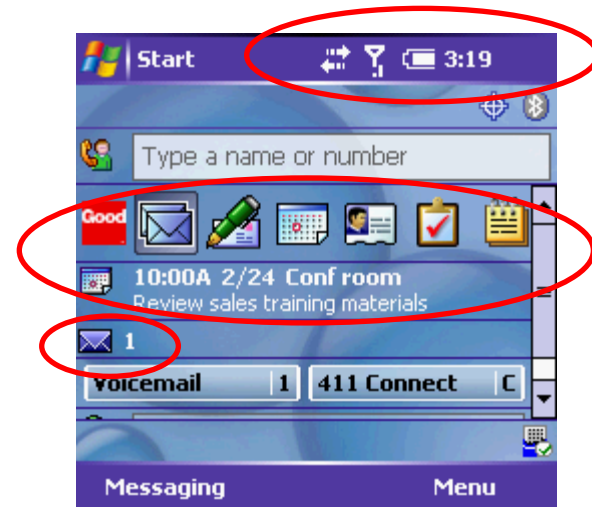 Start 3:19
Type a name or number
Good
10:00A 2/24 Conf room
Review sales training materials
1
Voicemail 1 411 Connect C
Messaging Menu